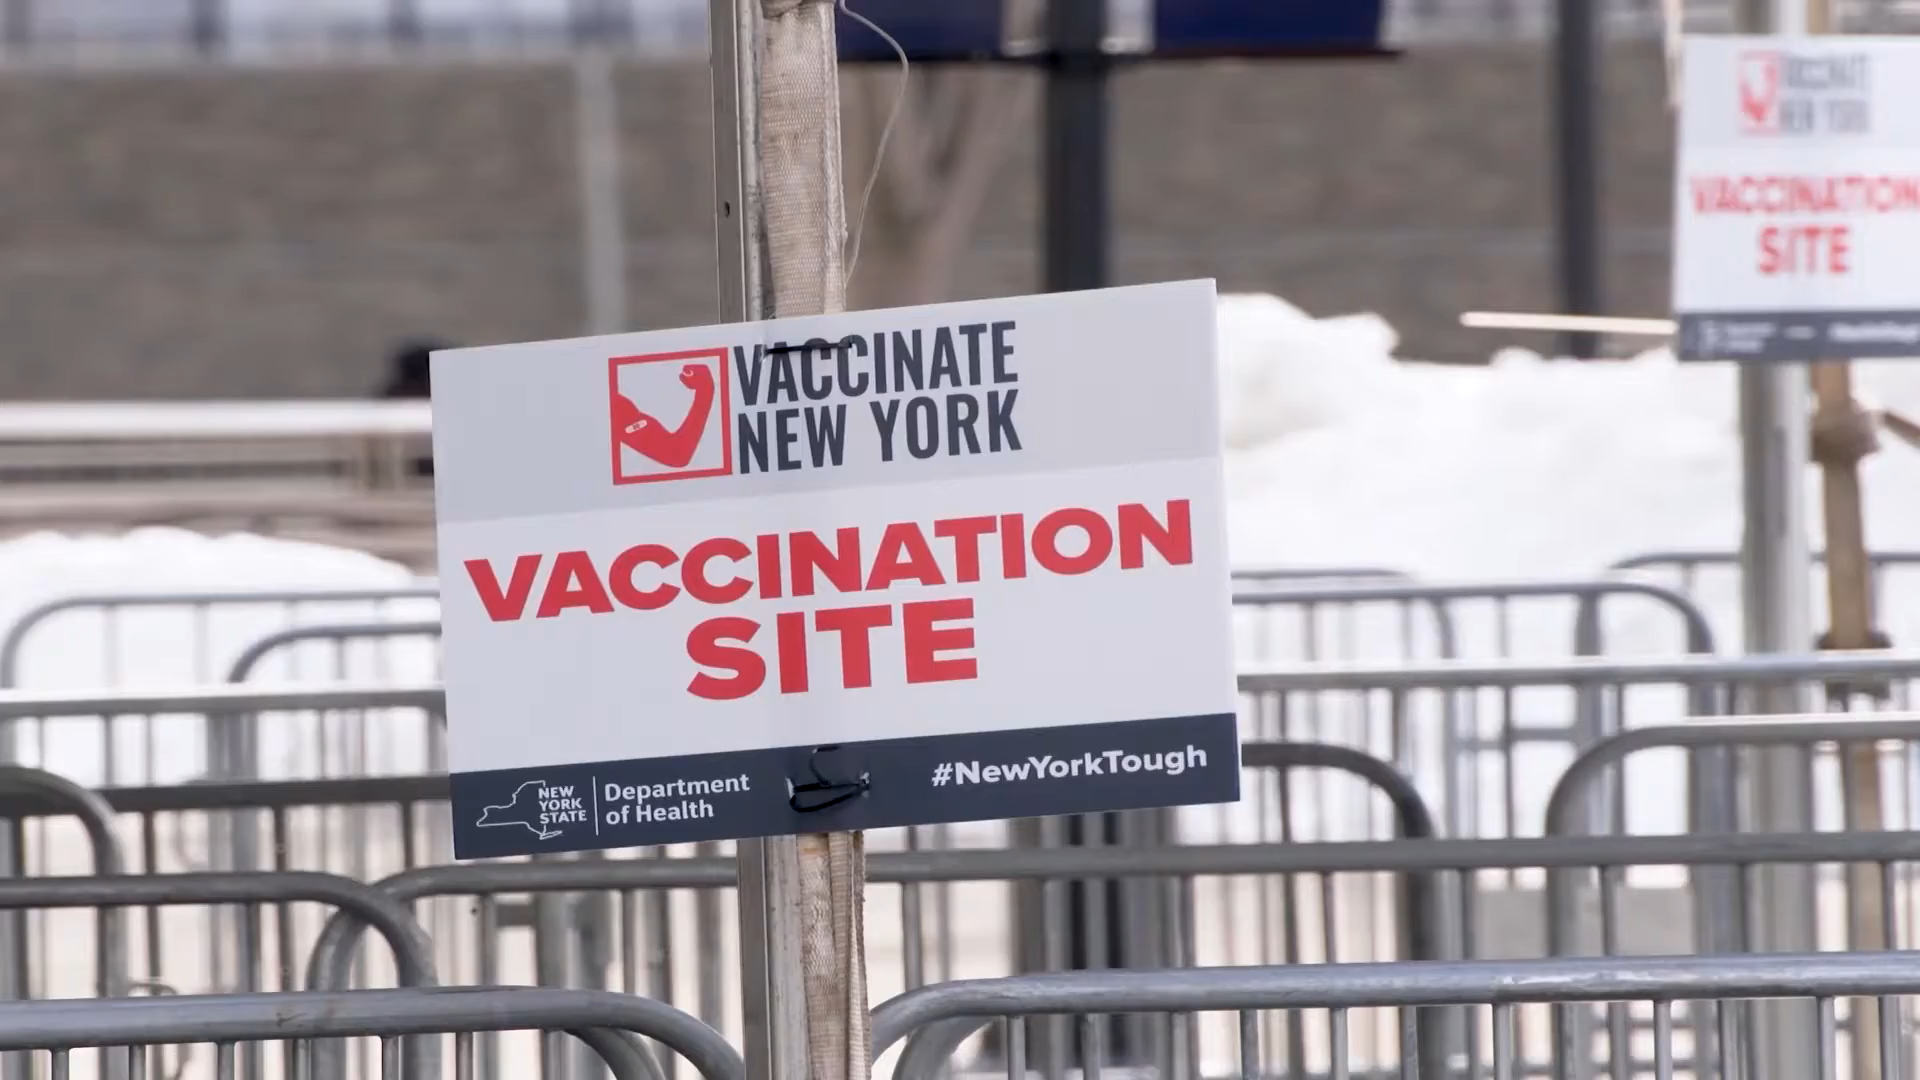 VACCINATE
NEW YORK
VACCINATION
SITE
NEW
YORK
STATE
Department
of Health
#NewYorkTough
VACCINATE
NEW YORK
VACCINATION
SITE